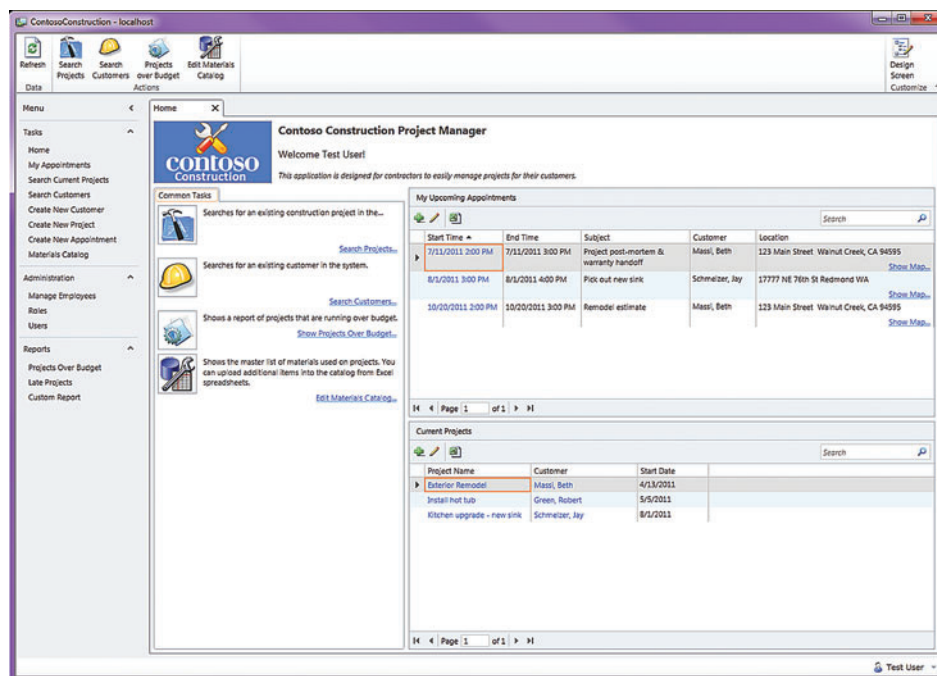 ContosoConstruction - localhost
Refresh
Search Projects
Search Customers
Projects over Budget
Edit Materials Catalog
Design Screen
Data
Actions
Customize
Menu
Tasks
Home
My Appointments
Search Current Projects
Search Customers
Create New Customer
Create New Project
Create New Appointment
Materials Catalog
Administration
Manage Employees
Roles
Users
Reports
Projects Over Budget
Late Projects
Custom Report
Home X
contoso
Construction
Contoso Construction Project Manager
Welcome Test User!
This application is designed for contractors to easily manage projects for their customers.
Common Tasks
Searches for an existing construction project in the...
Search Projects...
Searches for an existing customer in the system.
Search Customers...
Shows a report of projects that are running over budget.
Show Projects Over Budget...
Shows the master list of materials used on projects. You
can upload additional items into the catalog from Excel
spreadsheets.
Edit Materials Catalog...
My Upcoming Appointments
Search
Start Time End Time Subject Customer Location
7/11/2011 2:00 PM 7/11/2011 3:00 PM Project post-mortem & warranty handoff Massi, Beth 123 Main Street Walnut Creek, CA 94595
Show Map...
8/1/2011 3:00 PM 8/1/2011 4:00 PM Pick out new sink Schmelzer, Jay 17777 NE 76th St Redmond WA
Show Map...
10/20/2011 2:00 PM 10/20/2011 3:00 PM Remodel estimate Massi, Beth 123 Main Street Walnut Creek, CA 94595
Show Map...
Page 1 of 1
Current Projects
Search
Project Name Customer Start Date
Exterior Remodel Massi, Beth 4/13/2011
Install hot tub Green, Robert 5/5/2011
Kitchen upgrade - new sink Schmelzer, Jay 8/1/2011
Page 1 of 1
Test User